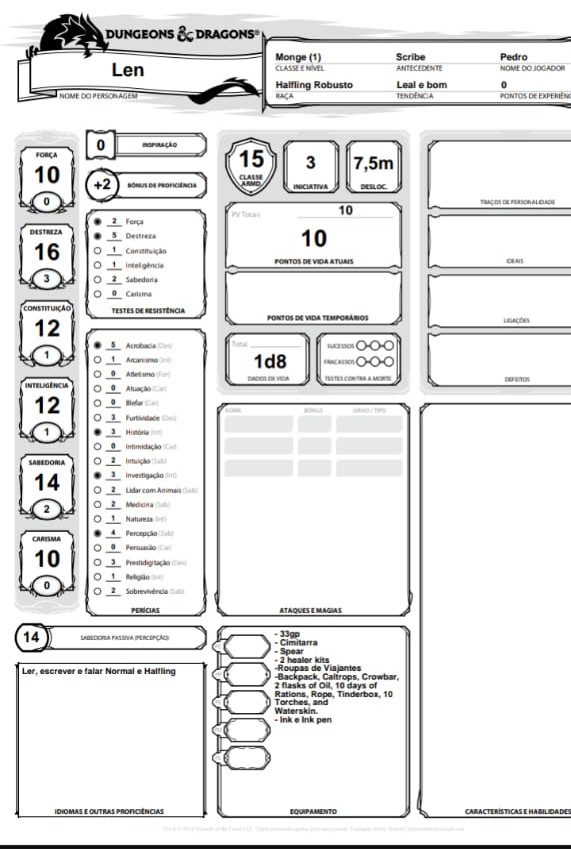 DUNGEONS & DRAGONS®
Len
NOME DO PERSONAGEM
Monge (1) Scribe Pedro
CLASSE E NÍVEL ANTECEDENTE NOME DO JOGADOR
Halfling Robusto Leal e bom 0
RAÇA TENDÊNCIA PONTOS DE EXPERIÊNC
FORÇA
10
0
DESTREZA
16
3
CONSTITUIÇÃO
12
1
INTELIGÊNCIA
12
1
SABEDORIA
14
2
CARISMA
10
0
0 INSPIRAÇÃO
+2 BÔNUS DE PROFICIÊNCIA
2 Força
5 Destreza
1 Constituição
1 Inteligência
2 Sabedoria
0 Carisma
TESTES DE RESISTÊNCIA
5 Acrobacia (Des)
1 Arcanismo (Int)
0 Atletismo (For)
0 Atuação (Car)
0 Blefar (Car)
3 Furtividade (Des)
3 História (Int)
0 Intimidação (Car)
2 Intuição (Sab)
3 Investigação (Int)
2 Lidar com Animais (Sab)
2 Medicina (Sab)
1 Natureza (Int)
4 Percepção (Sab)
0 Persuasão (Car)
3 Prestidigitação (Des)
1 Religião (Int)
2 Sobrevivência (Sab)
PERÍCIAS
14 SABEDORIA PASSIVA (PERCEPÇÃO)
Ler, escrever e falar Normal e Halfling
IDIOMAS E OUTRAS PROFICIÊNCIAS
15
CLASSE
ARMD.
3
INICIATIVA
7,5m
DESLOC.
PV Totais 10
10
PONTOS DE VIDA ATUAIS
PONTOS DE VIDA TEMPORÁRIOS
Total
1d8
DADOS DA VIDA
SUCESSOS
FRACASSOS
TESTES CONTRA A MORTE
NOME BÔNUS DANO / TIPO
ATAQUES E MAGIAS
- 33gp
- Cimitarra
- Spear
- 2 healer kits
-Roupas de Viajantes
-Backpack, Caltrops, Crowbar,
2 flasks of Oil, 10 days of
Rations, Rope, Tinderbox, 10
Torches, and
Waterskin.
- Ink e Ink pen
EQUIPAMENTO
TRAÇOS DE PERSONALIDADE
IDEAIS
LIGAÇÕES
DEFEITOS
CARACTERÍSTICAS E HABILIDADES